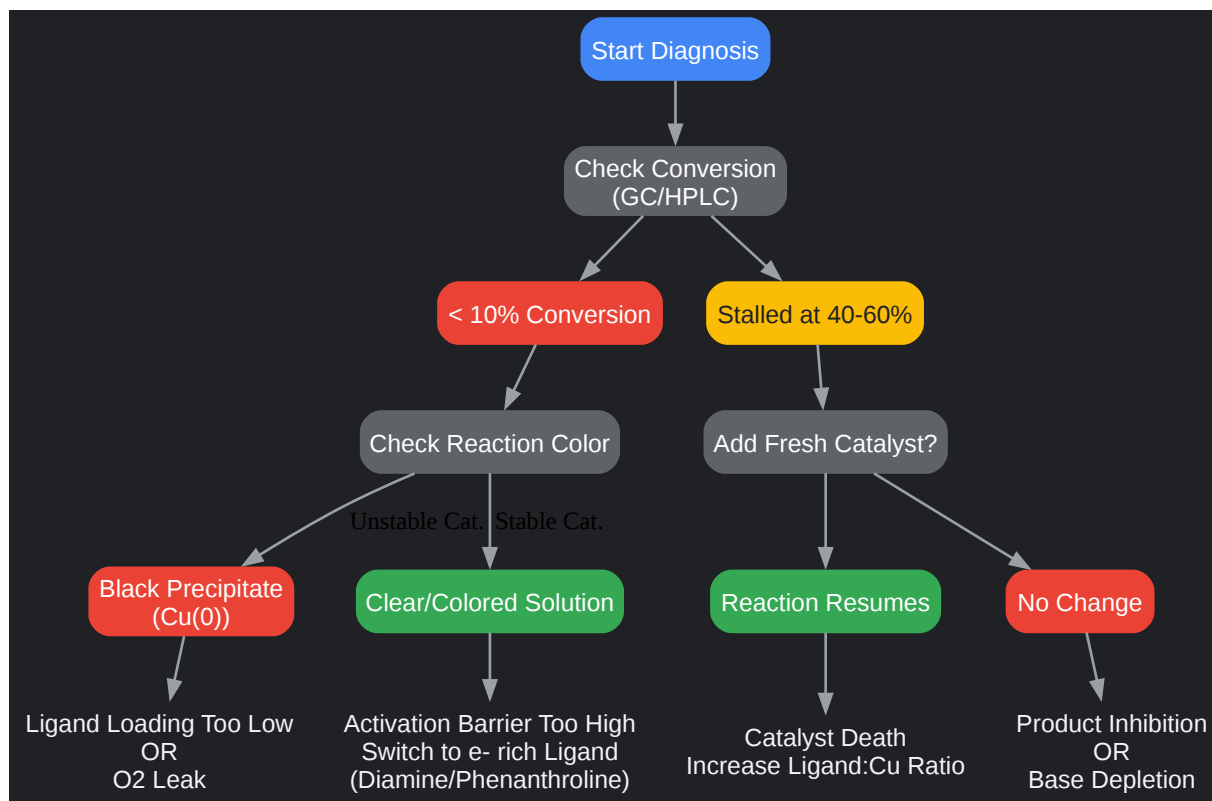 Start Diagnosis
Check Conversion
(GC/HPLC)
< 10% Conversion
Stalled at 40-60%
Check Reaction Color
Add Fresh Catalyst?
Unstable Cat.
Stable Cat.
Black Precipitate
(Cu(0))
Clear/Colored Solution
Reaction Resumes
No Change
Ligand Loading Too Low
OR
O2 Leak
Activation Barrier Too High
Switch to e- rich Ligand
(Diamine/Phenanthroline)
Catalyst Death
Increase Ligand:Cu Ratio
Product Inhibition
OR
Base Depletion